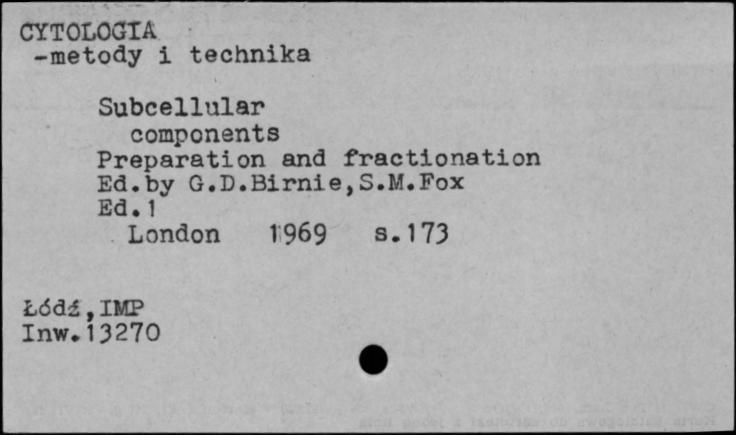 CYTOLOGIA
-metody i technika
Subcellular
components
Preparation and fractionation
Ed.by G.D.Birnie,S.M.Fox
Ed.1
London 1969 s.173
Łódź,IMP
Inw.13270